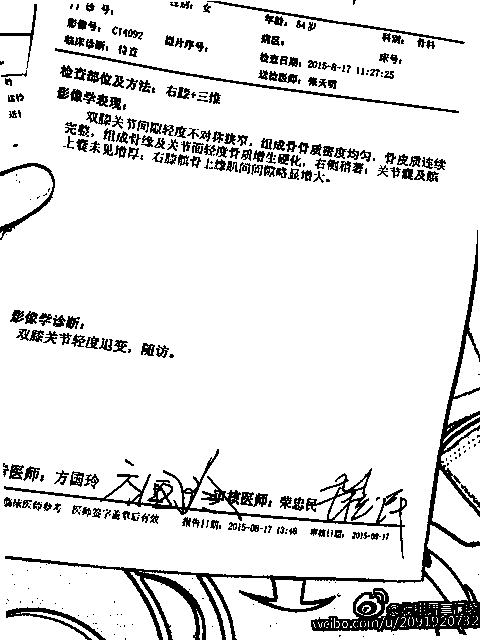 门诊号：
性别：女
年龄：54岁
科别：骨科
影像号：C14092
照片序号：
病区：
床号：
临床诊断：待查
检查日期：2015-8-17 11:27:25
送检医师：张天明
检查部位及方法：右膝+三维
影像学表现：
双膝关节间隙轻度不对称狭窄，组成骨骨质密度均匀，骨皮质连续
完整，组成骨缘及关节面轻度骨质增生硬化，右侧稍著；关节囊及髌
上囊未见增厚；右膝髌骨上缘肌间间隙略显增大。
影像学诊断：
双膝关节轻度退变，随访。
医师：方国玲
审核医师：荣忠民
临床医师参考 医师签字盖章后有效 报告日期：2015-08-17 13:48 审核日期：2015-08-17
weibo.com/u/2091920732